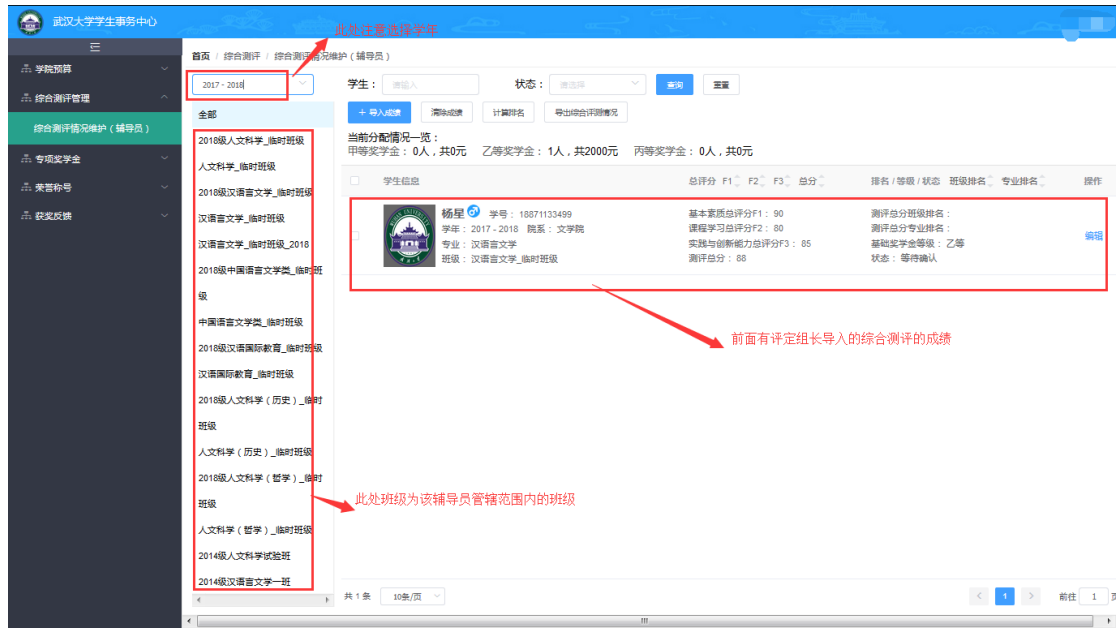 武汉大学学生事务中心
此处注意选择学年
首页 / 综合测评 / 综合测评情况维护（辅导员）
学院预算
综合测评管理
综合测评情况维护（辅导员）
专项奖学金
荣誉称号
获奖反馈
2017 - 2018
全部
2018级人文科学_临时班级
人文科学_临时班级
2018级汉语言文学_临时班级
汉语言文学_临时班级
汉语言文学_临时班级_2018
2018级中国语言文学类_临时班
级
中国语言文学类_临时班级
2018级汉语国际教育_临时班级
汉语国际教育_临时班级
2018级人文科学（历史）_临时
班级
人文科学（历史）_临时班级
2018级人文科学（哲学）_临时
班级
人文科学（哲学）_临时班级
2014级人文科学试验班
2014级汉语言文学一班
学生： 请输入 状态： 请选择 查询 重置
+ 导入成绩 清除成绩 计算排名 导出综合评测情况
当前分配情况一览：
甲等奖学金： 0人，共0元 乙等奖学金： 1人，共2000元 丙等奖学金： 0人，共0元
学生信息 总评分 F1 F2 F3 总分 排名/等级/状态 班级排名 专业排名 操作
杨星 学号： 18871133499
学年： 2017 - 2018 院系： 文学院
专业： 汉语言文学
班级： 汉语言文学_临时班级
基本素质总评分F1： 90
课程学习总评分F2： 80
实践与创新能力总评分F3： 85
测评总分： 88
测评总分班级排名：
测评总分专业排名：
基础奖学金等级： 乙等
状态： 等待确认
编辑
前面有评定组长导入的综合测评的成绩
此处班级为该辅导员管辖范围内的班级
共 1 条 10条/页 < 1 > 前往 1 页